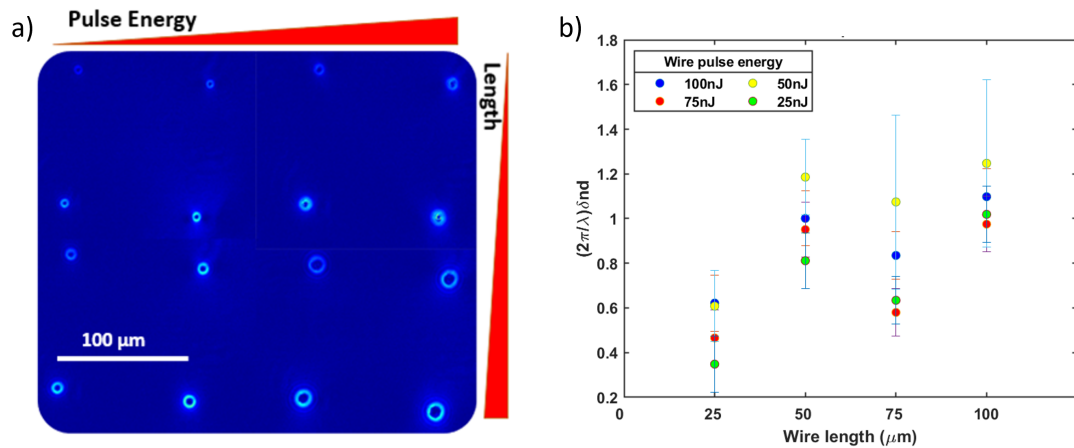 a)
Pulse Energy
Length
100 µm
b)
(2π/λ)δnd
1.8
1.6
1.4
1.2
1
0.8
0.6
0.4
0.2
Wire pulse energy
100nJ 50nJ
75nJ 25nJ
0 25 50 75 100
Wire length (μm)